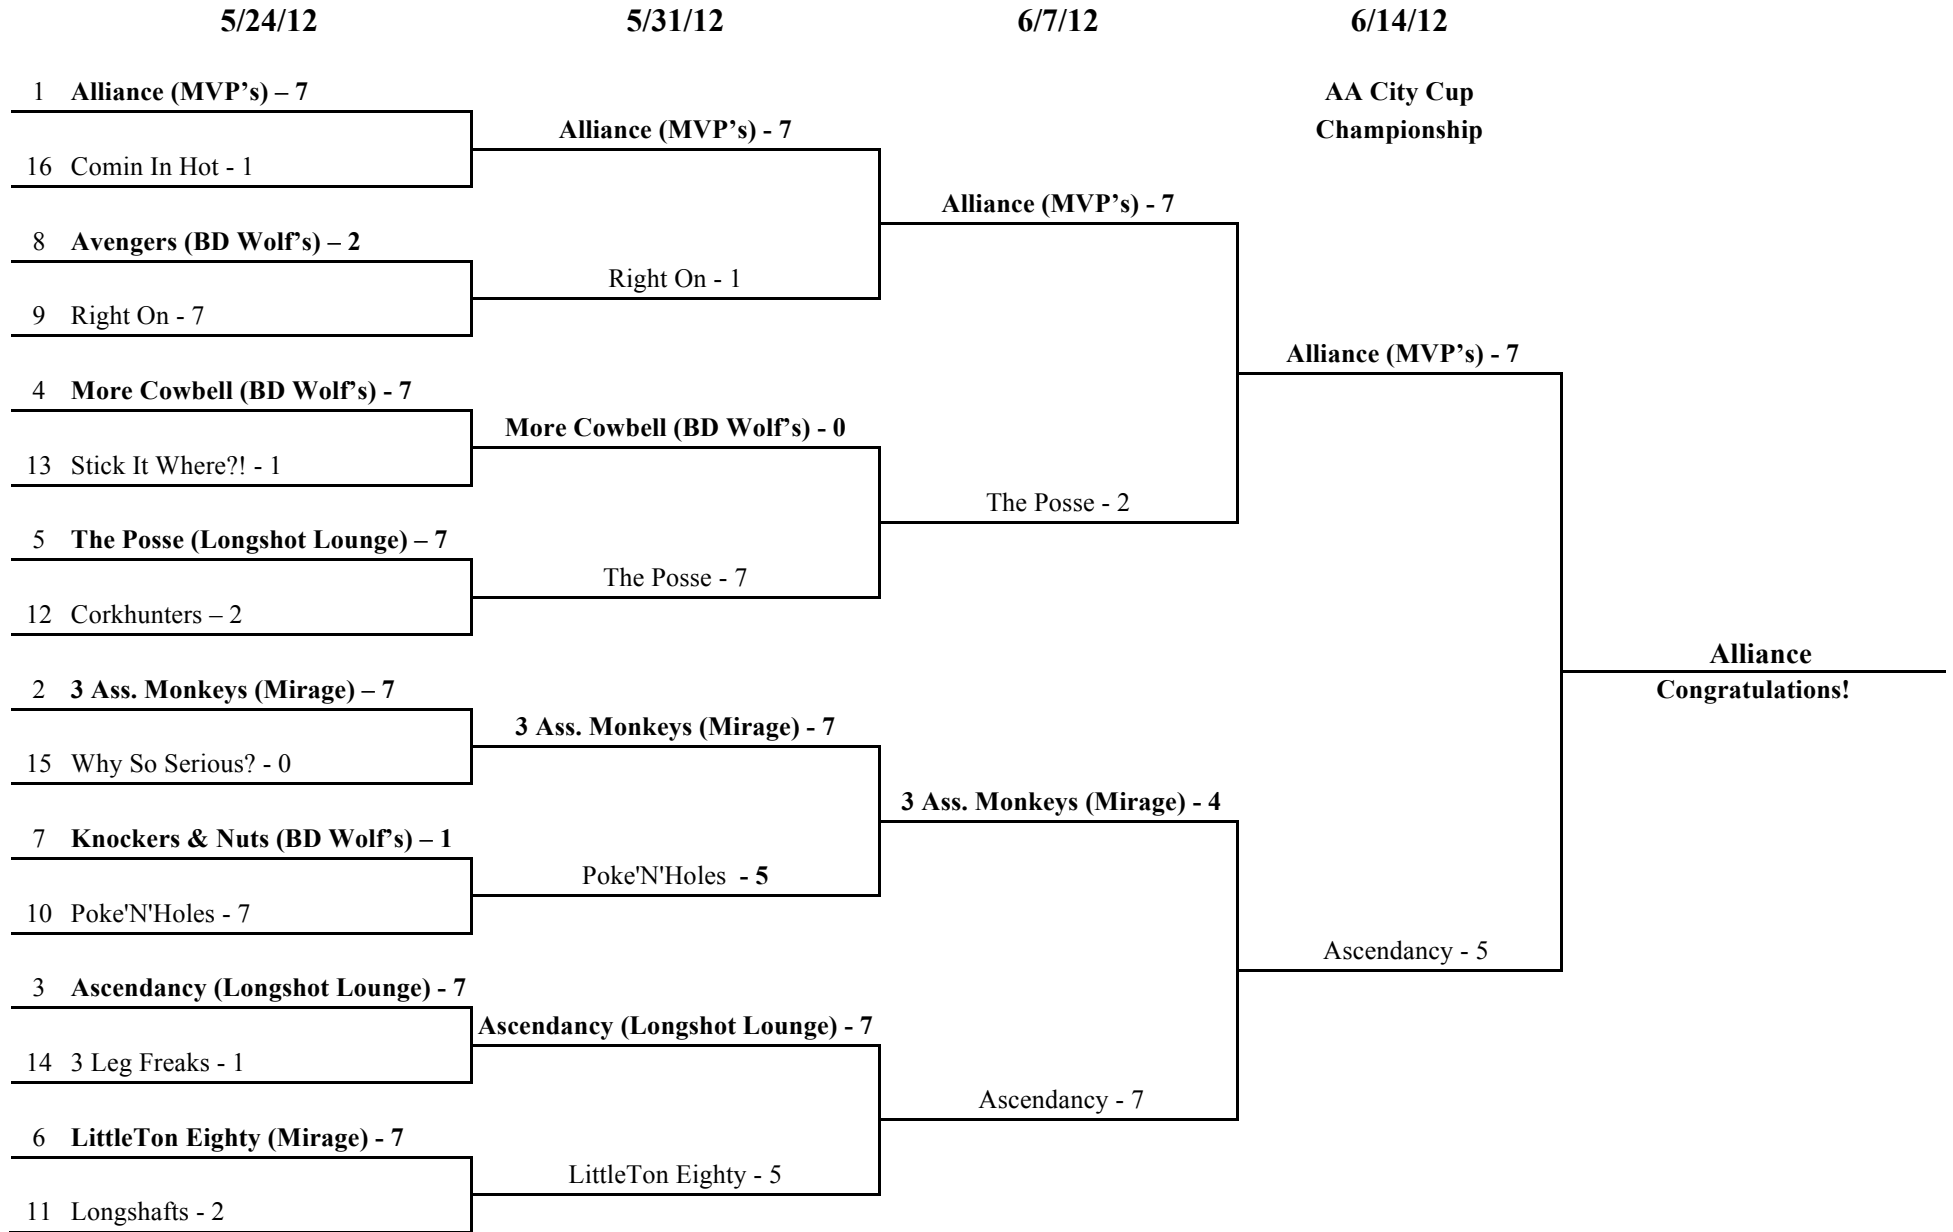 5/24/12 5/31/12 6/7/12 6/14/12
1 Alliance (MVP’s) – 7
AA City Cup
Championship
Alliance (MVP’s) - 7
16 Comin In Hot - 1
Alliance (MVP’s) - 7
8 Avengers (BD Wolf’s) – 2
Right On - 1
9 Right On - 7
Alliance (MVP’s) - 7
4 More Cowbell (BD Wolf’s) - 7
More Cowbell (BD Wolf’s) - 0
13 Stick It Where?! - 1
The Posse - 2
5 The Posse (Longshot Lounge) – 7
The Posse - 7
12 Corkhunters – 2
Alliance
Congratulations!
2 3 Ass. Monkeys (Mirage) – 7
3 Ass. Monkeys (Mirage) - 7
15 Why So Serious? - 0
3 Ass. Monkeys (Mirage) - 4
7 Knockers & Nuts (BD Wolf’s) – 1
Poke'N'Holes - 5
10 Poke'N'Holes - 7
Ascendancy - 5
3 Ascendancy (Longshot Lounge) - 7
Ascendancy (Longshot Lounge) - 7
14 3 Leg Freaks - 1
Ascendancy - 7
6 LittleTon Eighty (Mirage) - 7
LittleTon Eighty - 5
11 Longshafts - 2